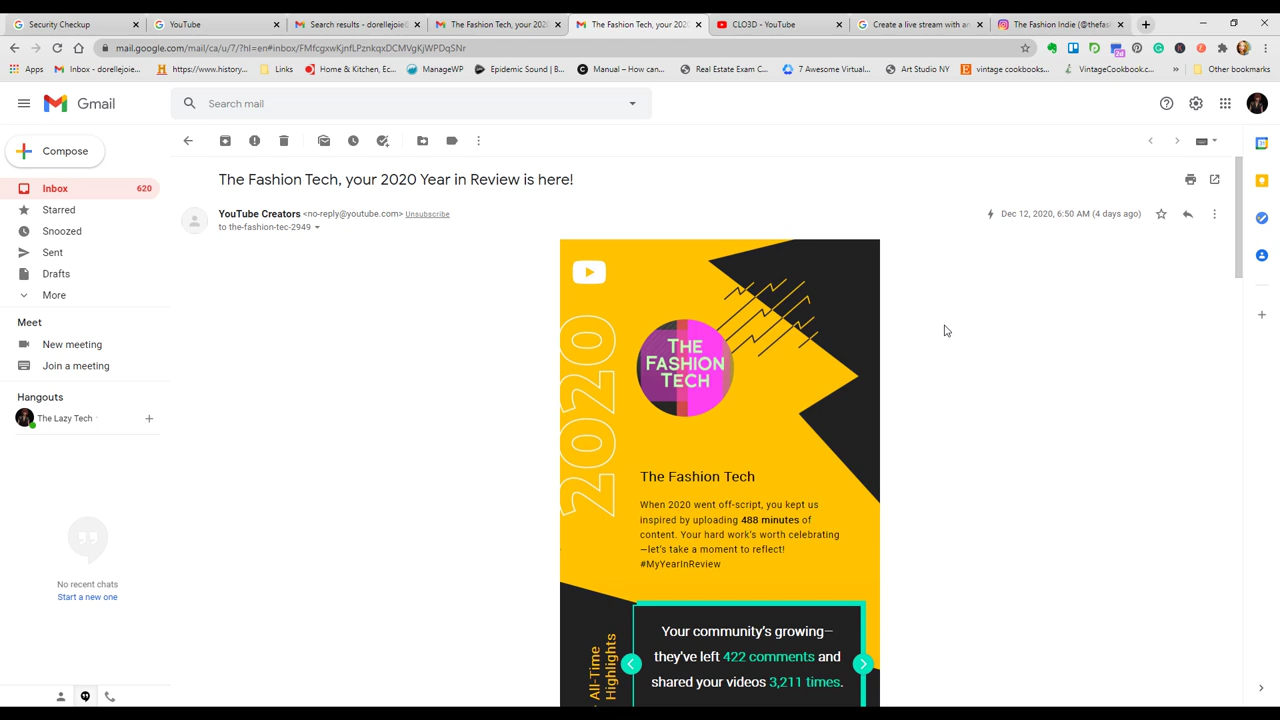 Security Checkup
YouTube
Search results - dorellejoie@
The Fashion Tech, your 2020
The Fashion Tech, your 2020
CLO3D - YouTube
Create a live stream with an
The Fashion Indie (@thefas
mail.google.com/mail/ca/u/7/?hl=en#inbox/FMfcgxwKjnfLPznkqxDCMVgKjWPDqSNr
Apps
Inbox - dorellejoie@
https://www.history
Links
Home & Kitchen, Ec
ManageWP
Epidemic Sound | B
Manual – How can
Real Estate Exam C
7 Awesome Virtual
Art Studio NY
vintage cookbooks
VintageCookbook.c
»
Other bookmarks
Gmail
Search mail
Compose
Inbox 620
Starred
Snoozed
Sent
Drafts
More
Meet
New meeting
Join a meeting
Hangouts
The Lazy Tech
No recent chats
Start a new one
The Fashion Tech, your 2020 Year in Review is here!
YouTube Creators <no-reply@youtube.com> Unsubscribe
Dec 12, 2020, 6:50 AM (4 days ago)
to the-fashion-tec-2949
2020
THE
FASHION
TECH
The Fashion Tech
When 2020 went off-script, you kept us
inspired by uploading 488 minutes of
content. Your hard work's worth celebrating
—let's take a moment to reflect!
#MyYearInReview
All-Time
Highlights
Your community's growing—
they've left 422 comments and
shared your videos 3,211 times.